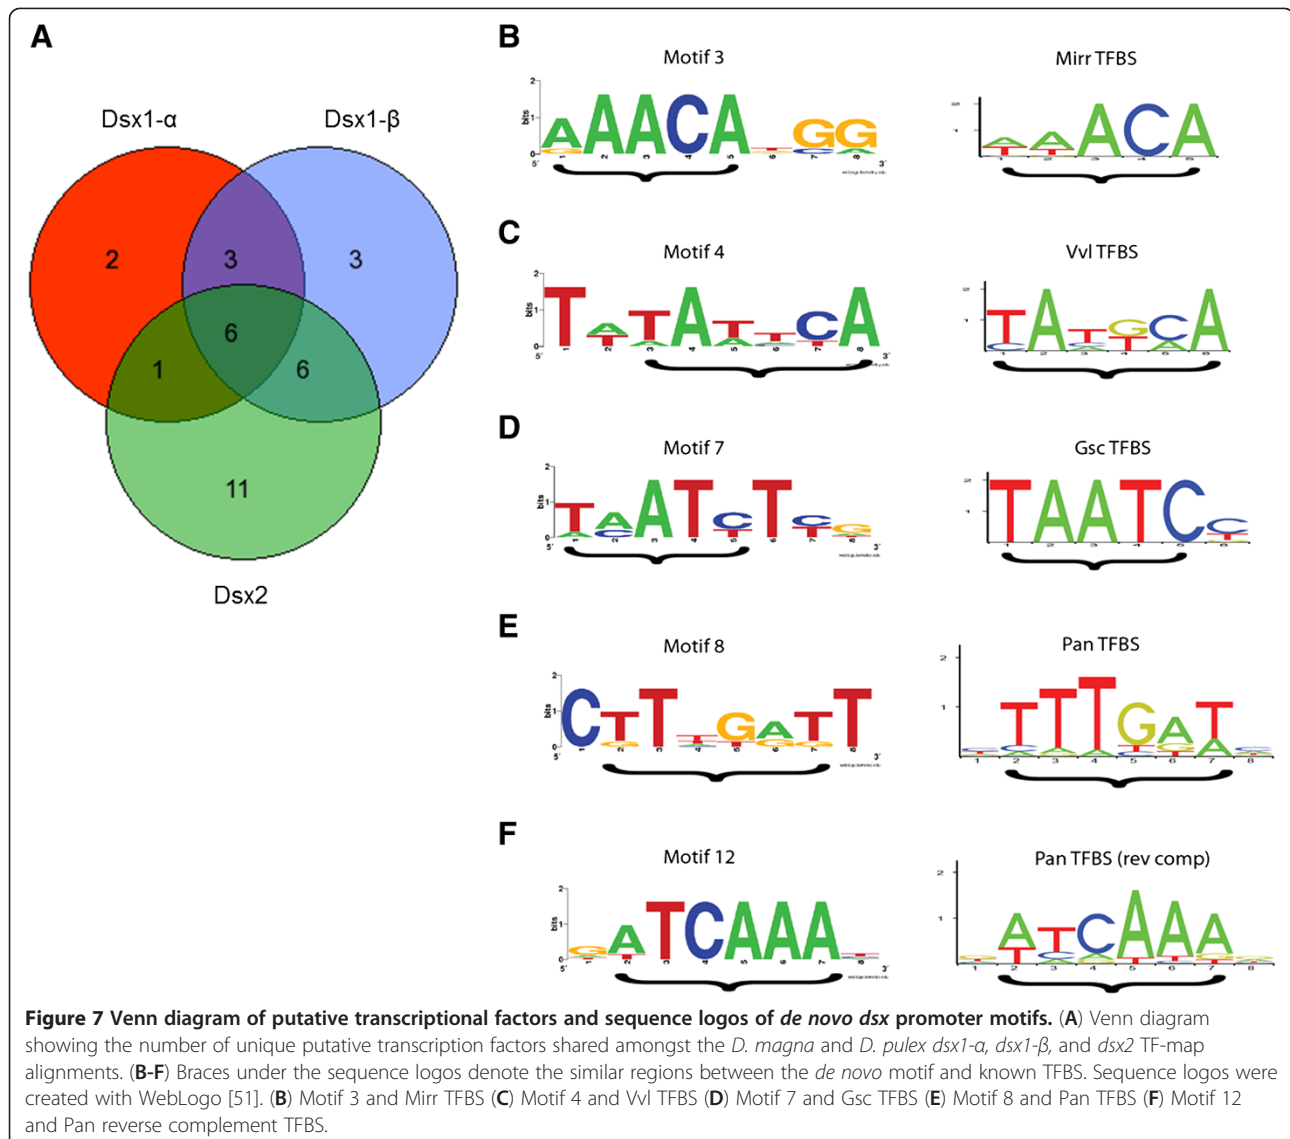 A
Dsx1-α
Dsx1-β
2
3
3
6
1
6
11
Dsx2
B
Motif 3
Mirr TFBS
C
Motif 4
Vvl TFBS
D
Motif 7
Gsc TFBS
E
Motif 8
Pan TFBS
F
Motif 12
Pan TFBS (rev comp)
Figure 7 Venn diagram of putative transcriptional factors and sequence logos of de novo dsx promoter motifs. (A) Venn diagram
showing the number of unique putative transcription factors shared amongst the D. magna and D. pulex dsx1-α, dsx1-β, and dsx2 TF-map
alignments. (B-F) Braces under the sequence logos denote the similar regions between the de novo motif and known TFBS. Sequence logos were
created with WebLogo [51]. (B) Motif 3 and Mirr TFBS (C) Motif 4 and Vvl TFBS (D) Motif 7 and Gsc TFBS (E) Motif 8 and Pan TFBS (F) Motif 12
and Pan reverse complement TFBS.